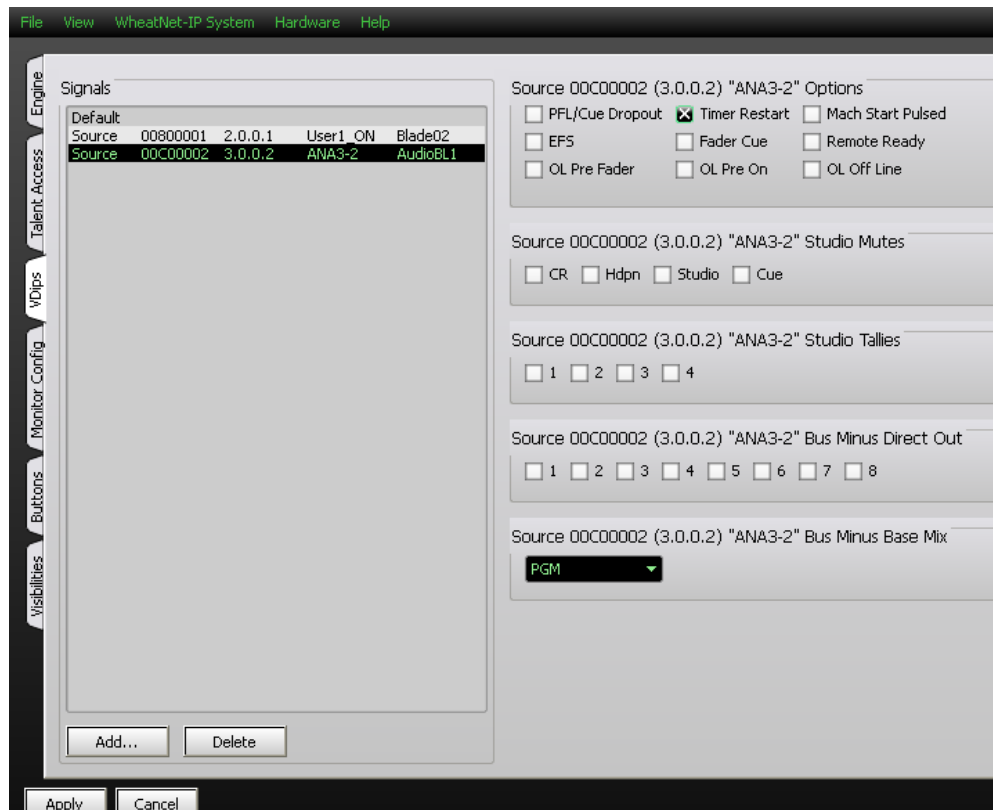 File View WheatNet-IP System Hardware Help
Engine
Talent Access
VDips
Monitor Config
Buttons
Visibilities
Signals
Default
Source 00800001 2.0.0.1 User1_ON Blade02
Source 00C00002 3.0.0.2 ANA3-2 AudioBL1
Add... Delete
Source 00C00002 (3.0.0.2) "ANA3-2" Options
PFL/Cue Dropout Timer Restart Mach Start Pulsed
EFS Fader Cue Remote Ready
OL Pre Fader OL Pre On OL Off Line
Source 00C00002 (3.0.0.2) "ANA3-2" Studio Mutes
CR Hdpn Studio Cue
Source 00C00002 (3.0.0.2) "ANA3-2" Studio Tallies
1 2 3 4
Source 00C00002 (3.0.0.2) "ANA3-2" Bus Minus Direct Out
1 2 3 4 5 6 7 8
Source 00C00002 (3.0.0.2) "ANA3-2" Bus Minus Base Mix
PGM
Apply Cancel